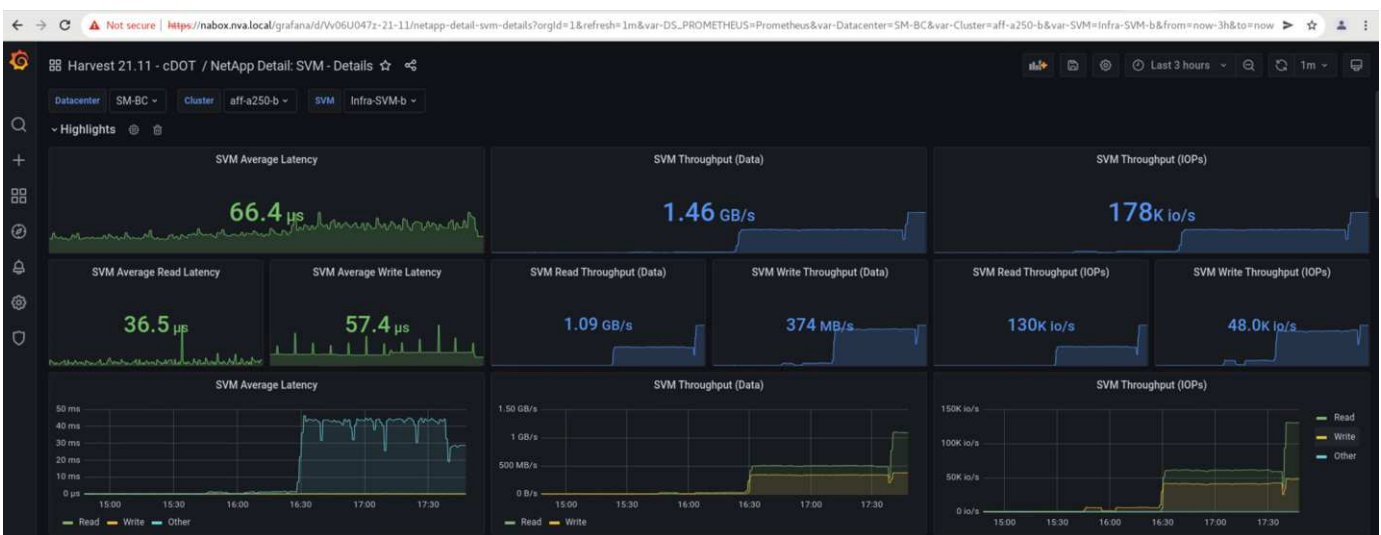 Not secure | https://nabox.nva.local/grafana/d/Vv06U047z-21-11/netapp-detail-svm-details?orgId=1&refresh=1m&var-DS_PROMETHEUS=Prometheus&var-Datacenter=SM-BC&var-Cluster=aff-a250-b&var-SVM=Infra-SVM-b&from=now-3h&to=now
Harvest 21.11 - cDOT / NetApp Detail: SVM - Details
Last 3 hours
1m
Datacenter SM-BC Cluster aff-a250-b SVM Infra-SVM-b
Highlights
SVM Average Latency
66.4 µs
SVM Throughput (Data)
1.46 GB/s
SVM Throughput (IOPs)
178K io/s
SVM Average Read Latency
36.5 µs
SVM Average Write Latency
57.4 µs
SVM Read Throughput (Data)
1.09 GB/s
SVM Write Throughput (Data)
374 MB/s
SVM Read Throughput (IOPs)
130K io/s
SVM Write Throughput (IOPs)
48.0K io/s
SVM Average Latency
50 ms
40 ms
30 ms
20 ms
10 ms
0 µs
15:00 15:30 16:00 16:30 17:00 17:30
Read Write Other
SVM Throughput (Data)
1.50 GB/s
1 GB/s
500 MB/s
0 B/s
15:00 15:30 16:00 16:30 17:00 17:30
Read Write
SVM Throughput (IOPs)
150K io/s
100K io/s
50K io/s
0 io/s
15:00 15:30 16:00 16:30 17:00 17:30
Read
Write
Other